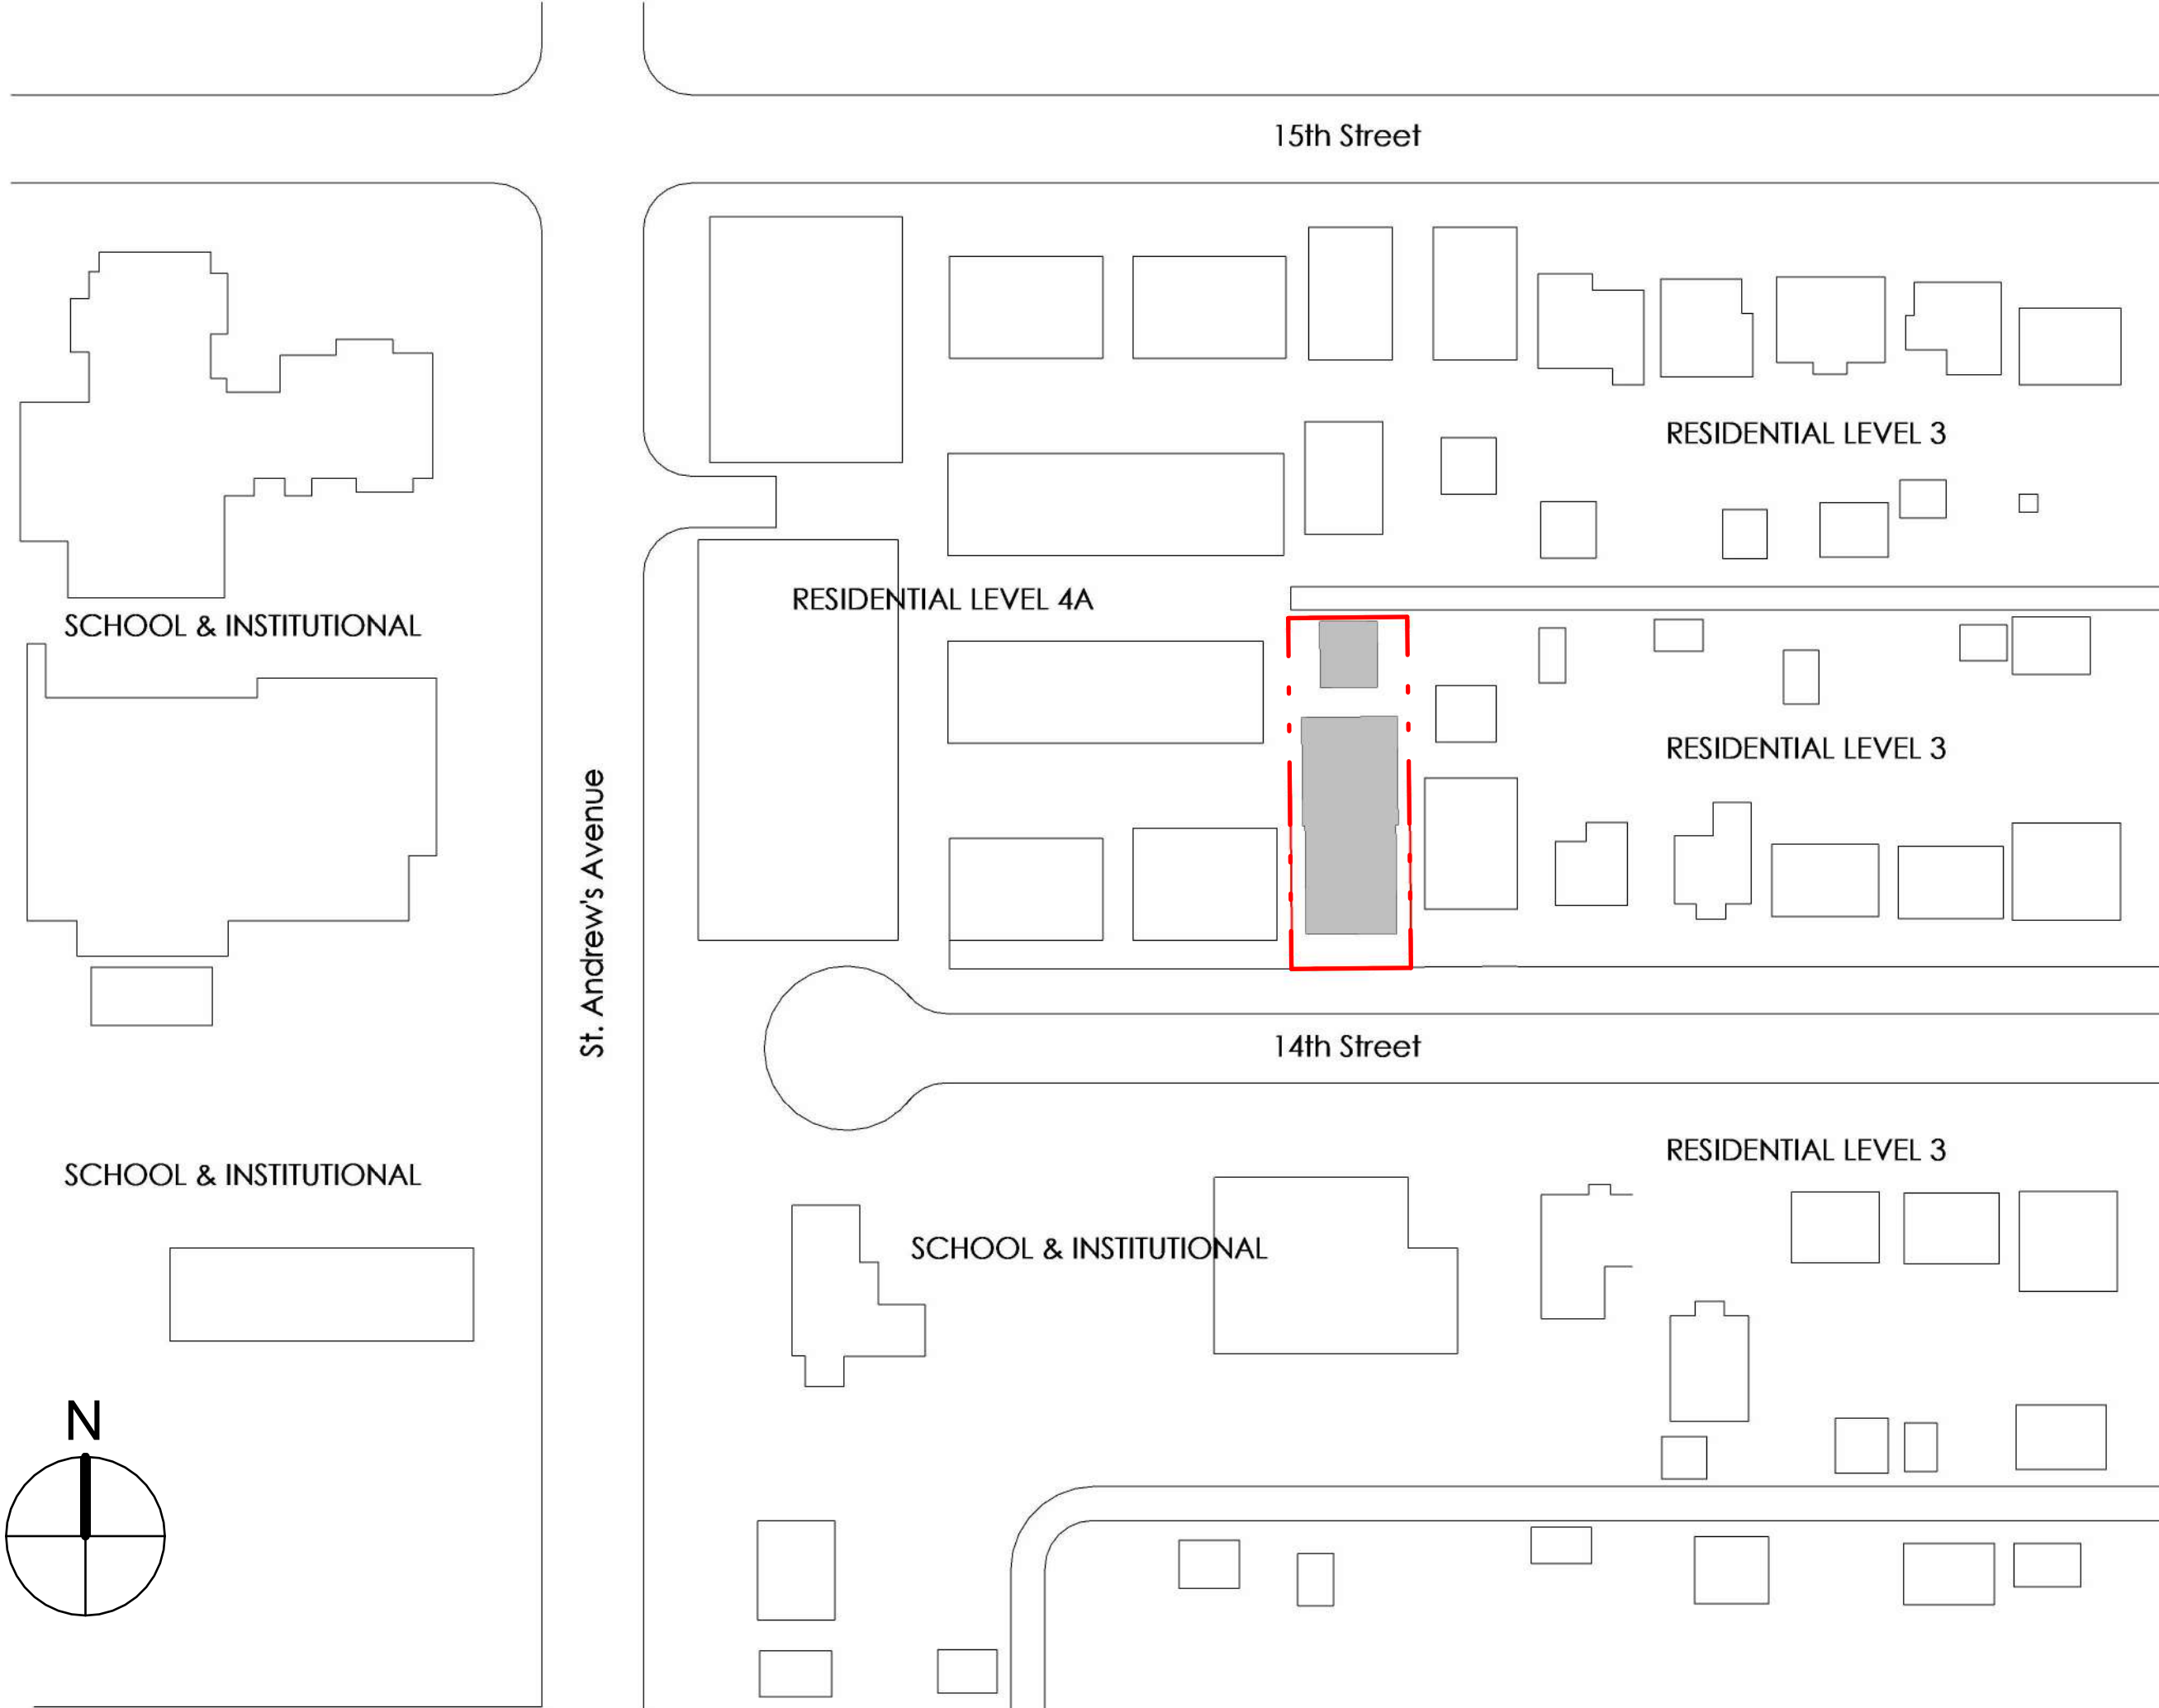 15th Street
RESIDENTIAL LEVEL 3
RESIDENTIAL LEVEL 4A
SCHOOL & INSTITUTIONAL
RESIDENTIAL LEVEL 3
St. Andrew's Avenue
14th Street
RESIDENTIAL LEVEL 3
SCHOOL & INSTITUTIONAL
SCHOOL & INSTITUTIONAL
N